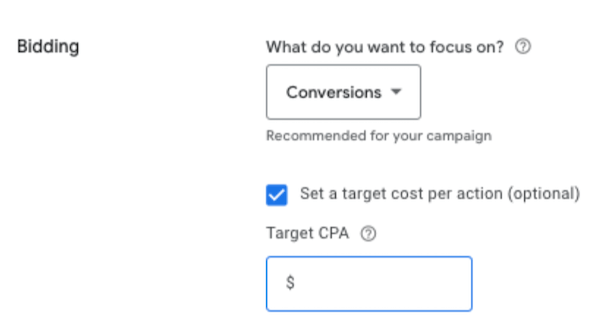 Bidding
What do you want to focus on?
Conversions
Recommended for your campaign
Set a target cost per action (optional)
Target CPA
$